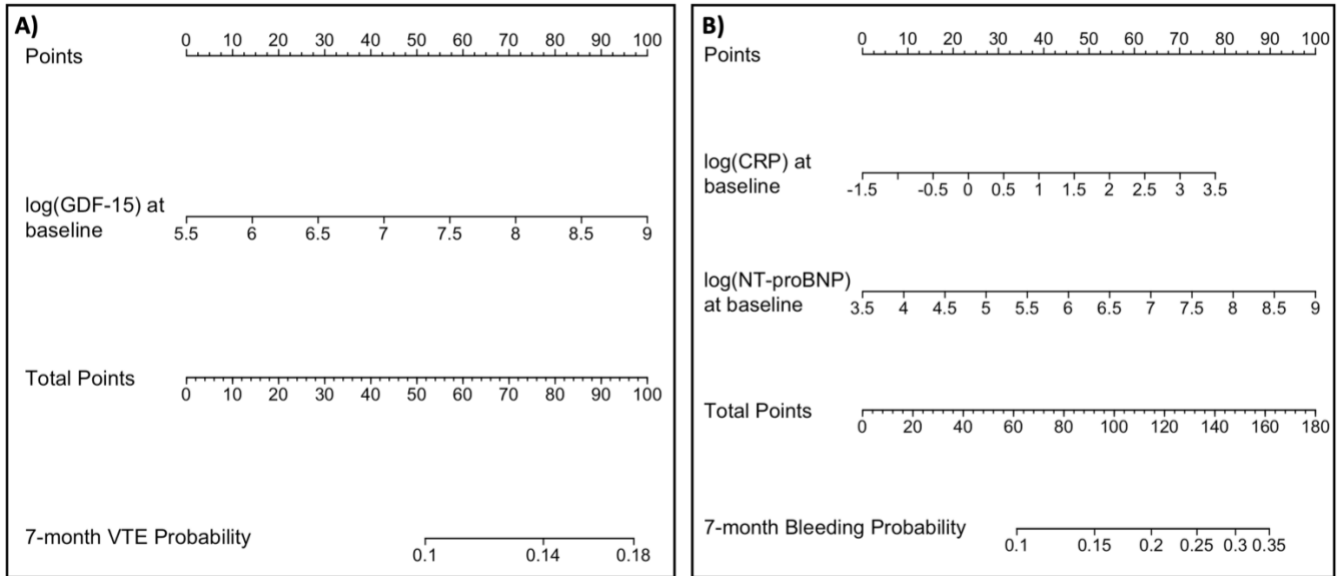 A)
0 10 20 30 40 50 60 70 80 90 100
Points
log(GDF-15) at
baseline
5.5 6 6.5 7 7.5 8 8.5 9
Total Points
0 10 20 30 40 50 60 70 80 90 100
7-month VTE Probability
0.1 0.14 0.18
B)
0 10 20 30 40 50 60 70 80 90 100
Points
log(CRP) at
baseline
-1.5 -0.5 0 0.5 1 1.5 2 2.5 3 3.5
log(NT-proBNP)
at baseline
3.5 4 4.5 5 5.5 6 6.5 7 7.5 8 8.5 9
Total Points
0 20 40 60 80 100 120 140 160 180
7-month Bleeding Probability
0.1 0.15 0.2 0.25 0.3 0.35